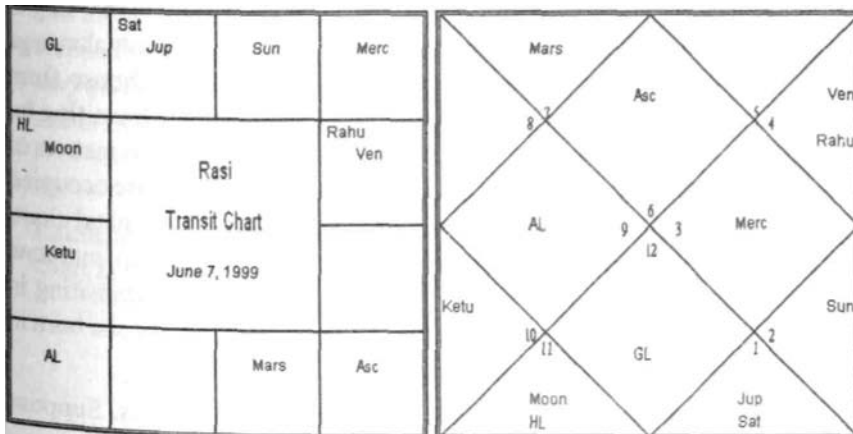 GL
Sat
Jup
Sun
Merc
HL
Moon
Rasi
Transit Chart
June 7, 1999
Rahu
Ven
Ketu
AL
Mars
Asc
Mars
Asc
Ven
Rahu
7
5
8
4
AL
6
9
3
12
Merc
Ketu
Sun
10
11
GL
2
1
Moon
HL
Jup
Sat